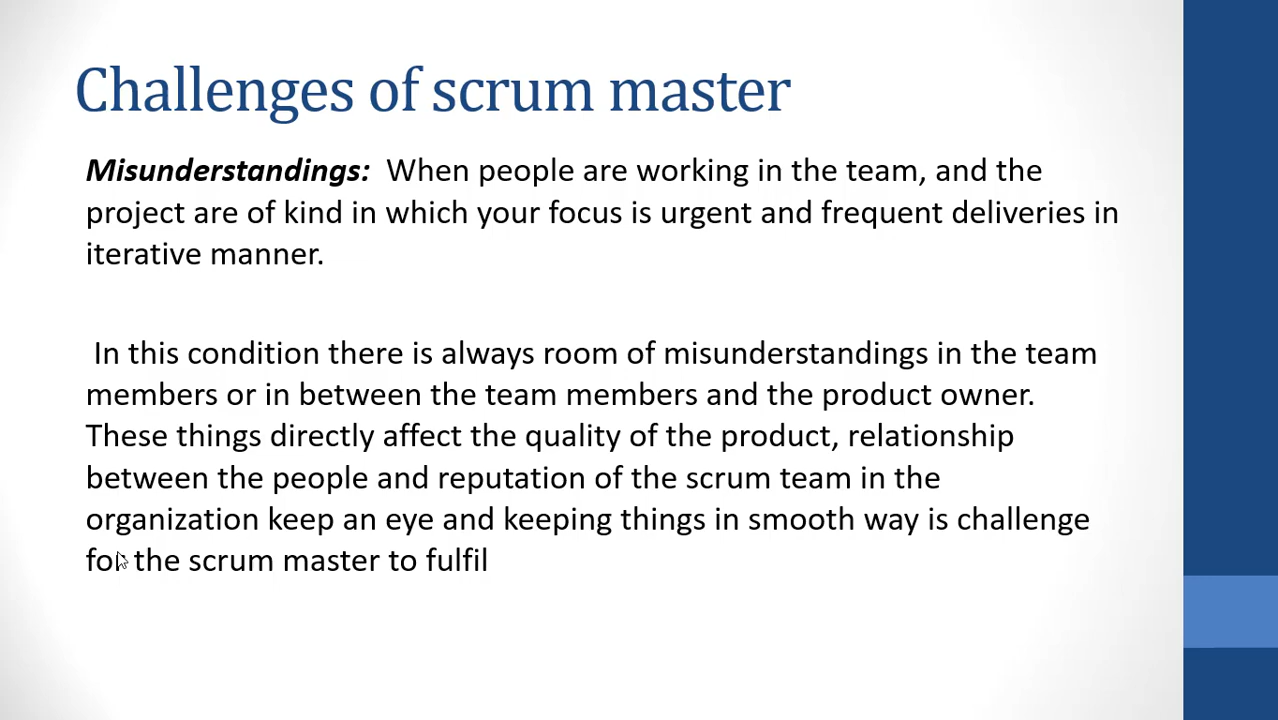 Challenges of scrum master
Misunderstandings: When people are working in the team, and the
project are of kind in which your focus is urgent and frequent deliveries in
iterative manner.
In this condition there is always room of misunderstandings in the team
members or in between the team members and the product owner.
These things directly affect the quality of the product, relationship
between the people and reputation of the scrum team in the
organization keep an eye and keeping things in smooth way is challenge
for the scrum master to fulfil